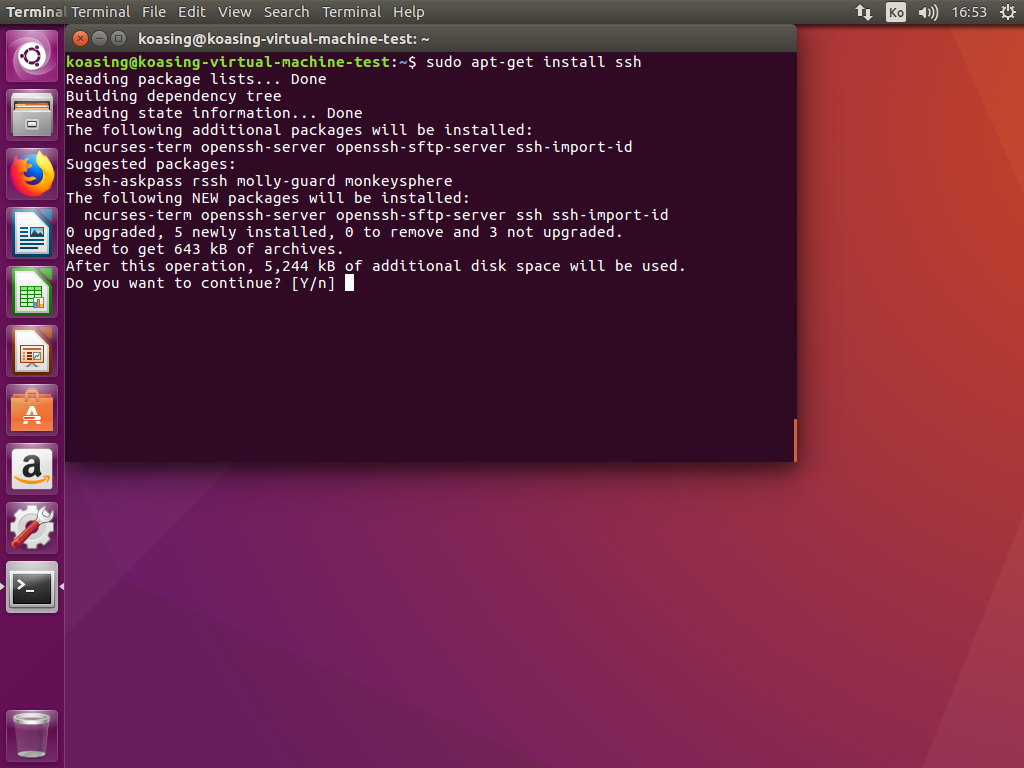 Terminal Terminal File Edit View Search Terminal Help Ko 16:53
koasing@koasing-virtual-machine-test: ~
koasing@koasing-virtual-machine-test:~$ sudo apt-get install ssh
Reading package lists... Done
Building dependency tree
Reading state information... Done
The following additional packages will be installed:
  ncurses-term openssh-server openssh-sftp-server ssh-import-id
Suggested packages:
  ssh-askpass rssh molly-guard monkeysphere
The following NEW packages will be installed:
  ncurses-term openssh-server openssh-sftp-server ssh ssh-import-id
0 upgraded, 5 newly installed, 0 to remove and 3 not upgraded.
Need to get 643 kB of archives.
After this operation, 5,244 kB of additional disk space will be used.
Do you want to continue? [Y/n]